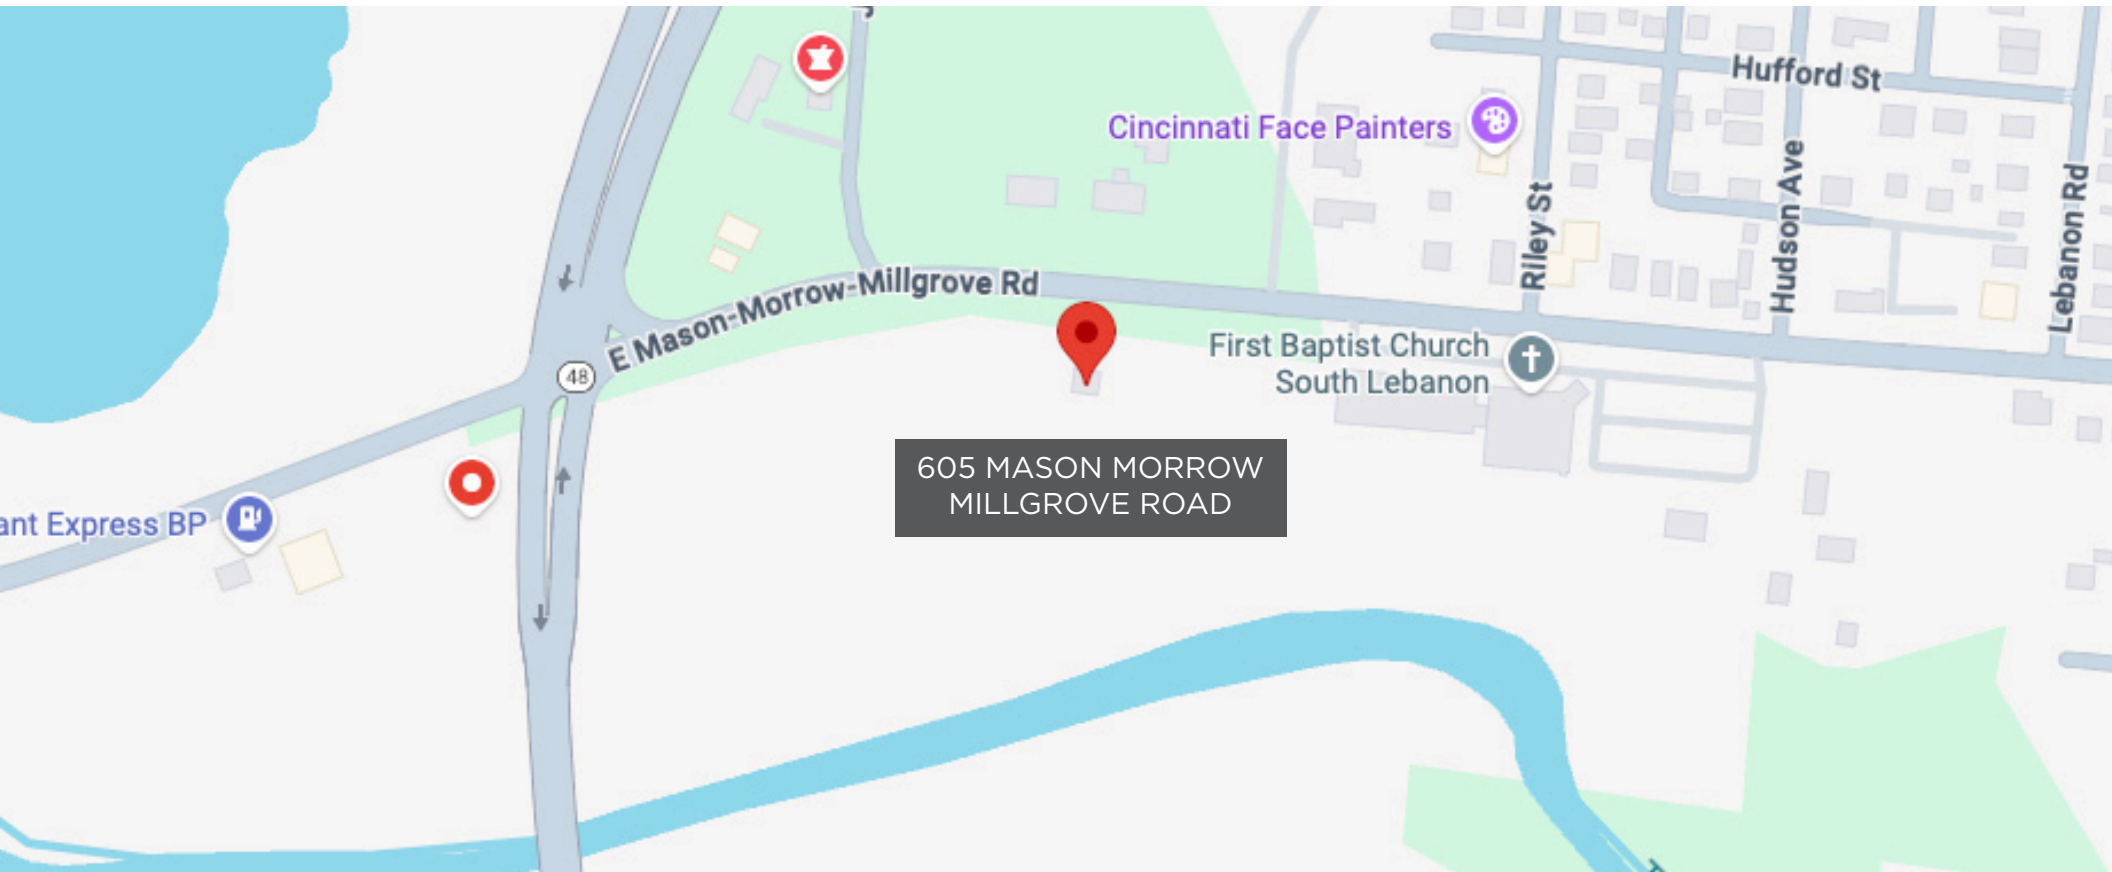 Hufford St
Cincinnati Face Painters
Riley St
Hudson Ave
Lebanon Rd
E Mason-Morrow-Millgrove Rd
First Baptist Church
South Lebanon
48
605 MASON MORROW
MILLGROVE ROAD
ant Express BP